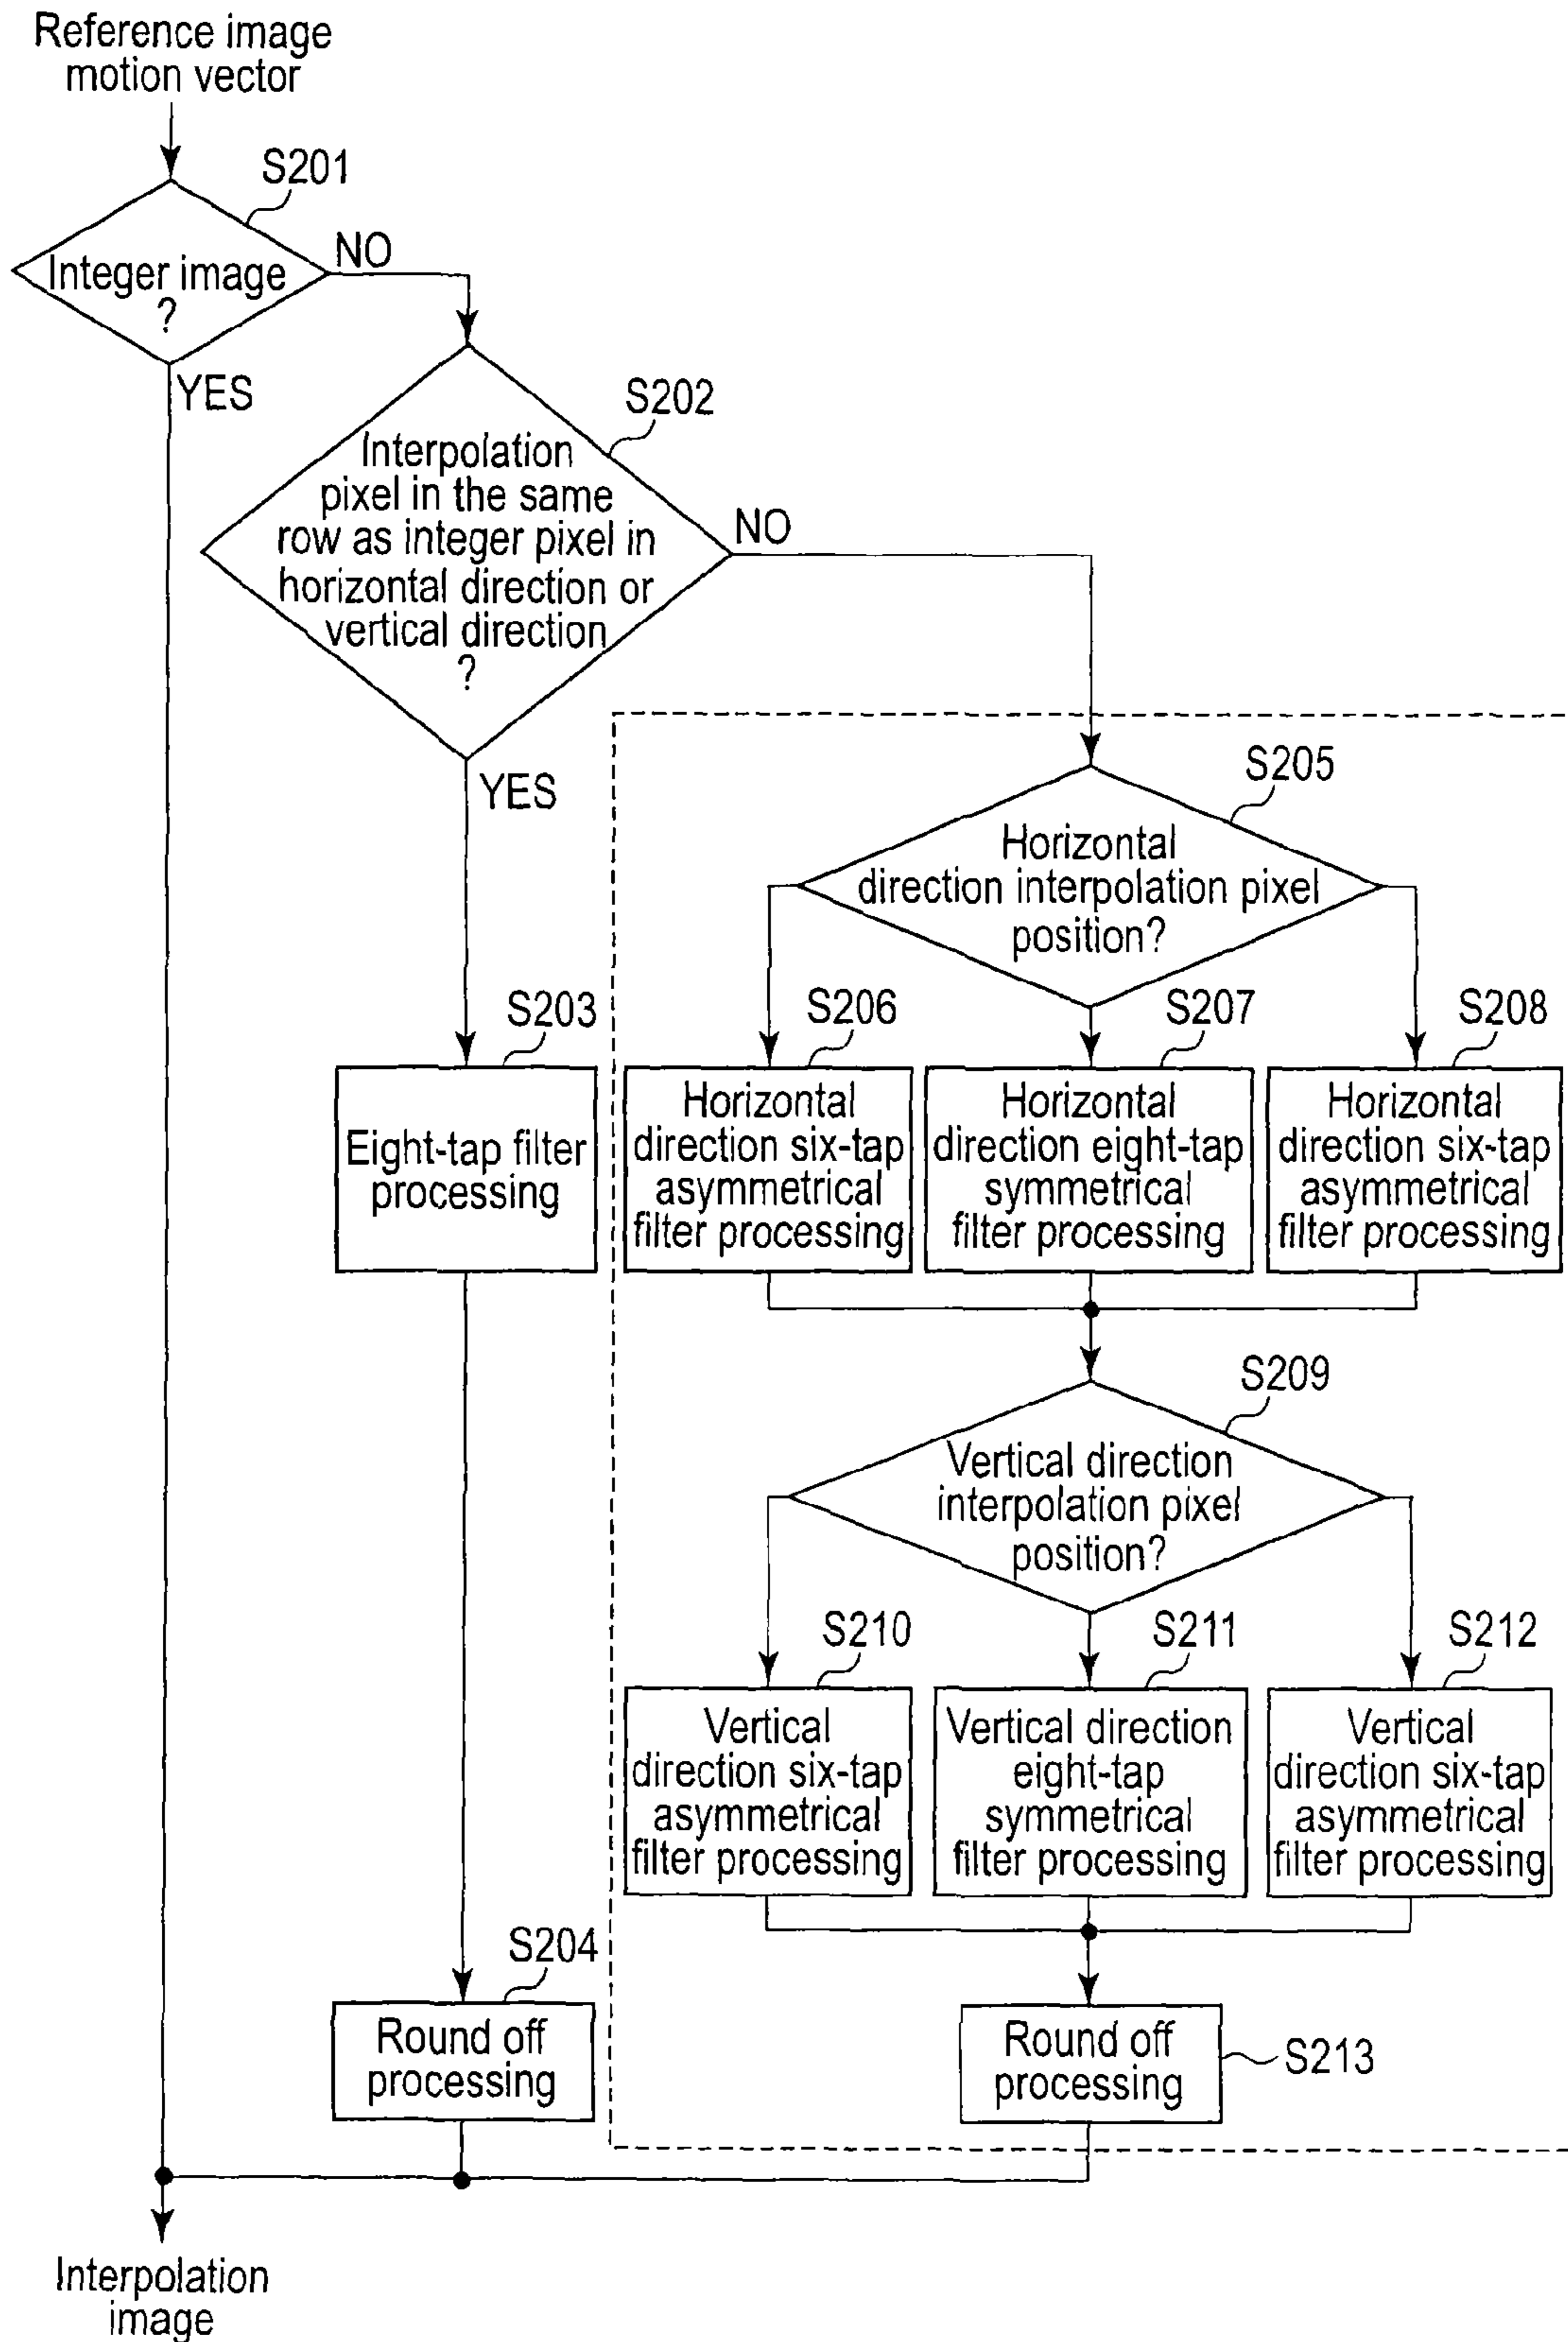 Reference image
motion vector
S201
Integer image
?
NO
YES
S202
Interpolation
pixel in the same
row as integer pixel in
horizontal direction or
vertical direction
?
NO
YES
S205
Horizontal
direction interpolation pixel
position?
S203
Eight-tap filter
processing
S206
Horizontal
direction six-tap
asymmetrical
filter processing
S207
Horizontal
direction eight-tap
symmetrical
filter processing
S208
Horizontal
direction six-tap
asymmetrical
filter processing
S209
Vertical direction
interpolation pixel
position?
S210
Vertical
direction six-tap
asymmetrical
filter processing
S211
Vertical direction
eight-tap
symmetrical
filter processing
S212
Vertical
direction six-tap
asymmetrical
filter processing
S204
Round off
processing
Round off
processing
S213
Interpolation
image